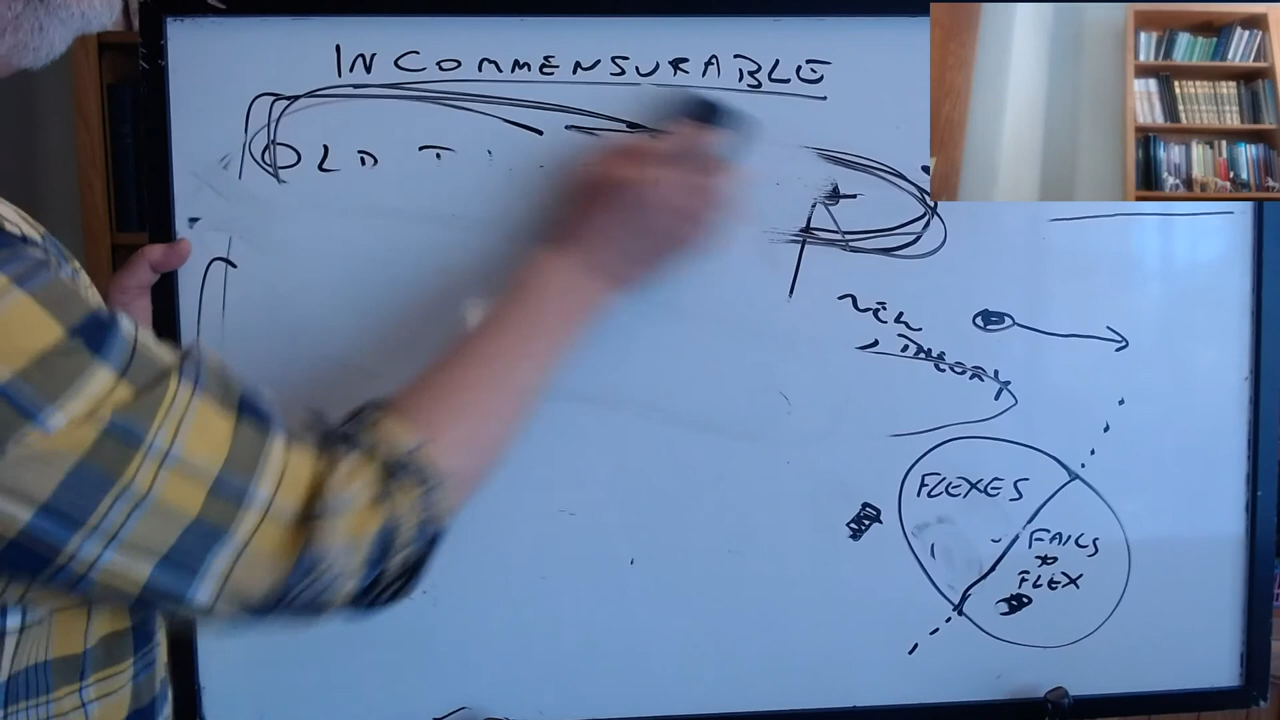 INCOMMENSURABLE
OLD T
NEW
THEORY
FLEXES
FAILS
TO
FLEX